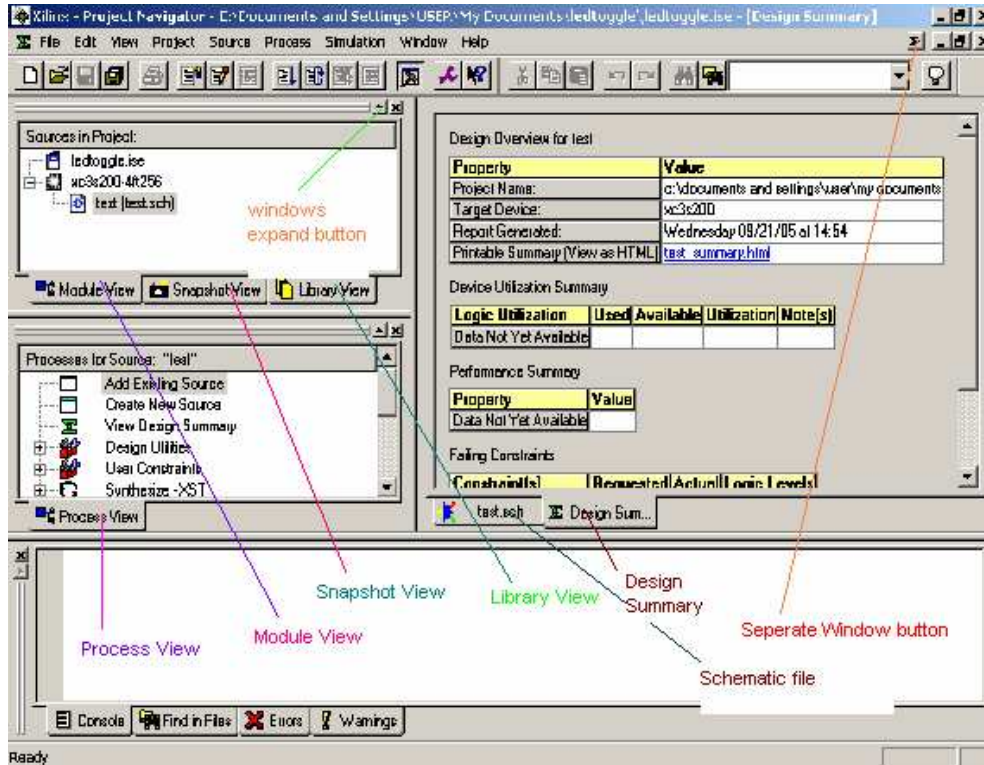 Xilinx - Project Navigator - C:\Documents and Settings\USER\My Documents\ledtoggle\ledtoggle.ise - [Design Summary]
File Edit View Project Source Process Simulation Window Help
Sources in Project:
ledtoggle.ise
xc3s200-4ft256
test (test.sch)
windows
expand button
Module View Snapshot View Library View
Processes for Source: "test"
Add Existing Source
Create New Source
View Design Summary
Design Utilities
User Constraints
Synthesize - XST
Process View
Design Overview for test
Property Value
Project Name: c:\documents and settings\user\my documents
Target Device: xc3s200
Report Generated: Wednesday 09/21/05 at 14:54
Printable Summary (View as HTML) test_summary.html
Device Utilization Summary
Logic Utilization Used Available Utilization Note(s)
Data Not Yet Available
Performance Summary
Property Value
Data Not Yet Available
Failing Constraints
Constraint(s) Requested Actual Logic Levels
test.sch Design Sum...
Process View
Module View
Snapshot View
Library View
Design
Summary
Seperate Window button
Schematic file
Console Find in Files Errors Warnings
Ready